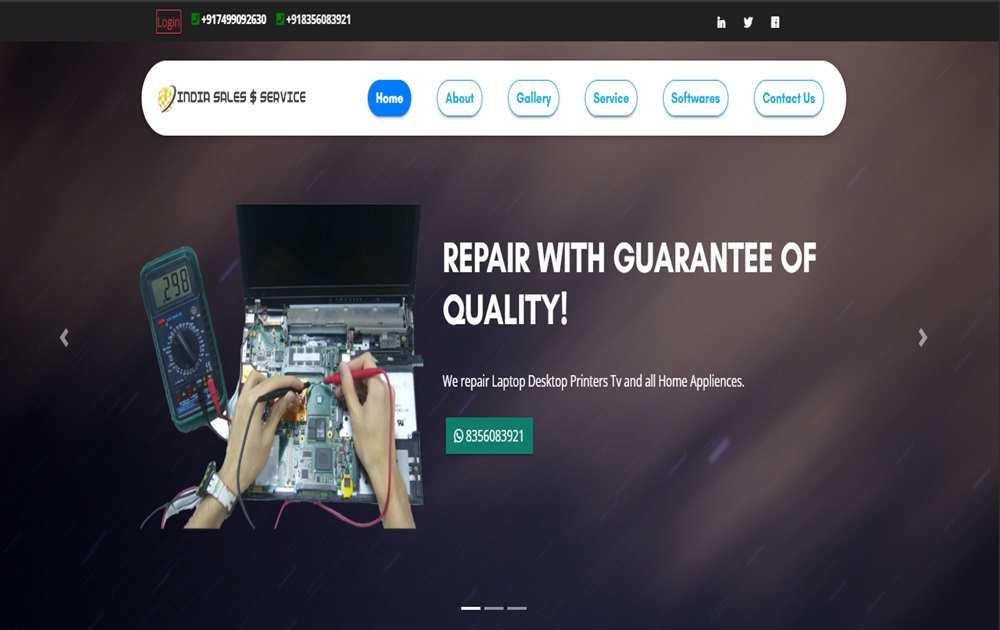 Login +917499092630 +918356083921
INDIA SALES $ SERVICE Home About Gallery Service Softwares Contact Us
298
REPAIR WITH GUARANTEE OF
QUALITY!
We repair Laptop Desktop Printers Tv and all Home Appliences.
8356083921